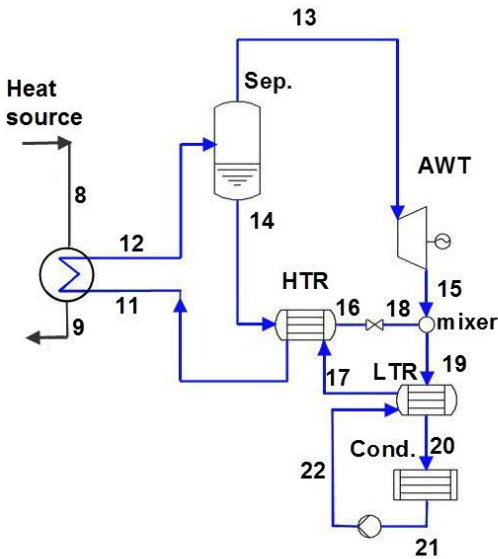 13
Heat
source
Sep.
8
AWT
12
14
11
HTR
16
18
15
mixer
9
17
LTR
19
Cond.
20
22
21